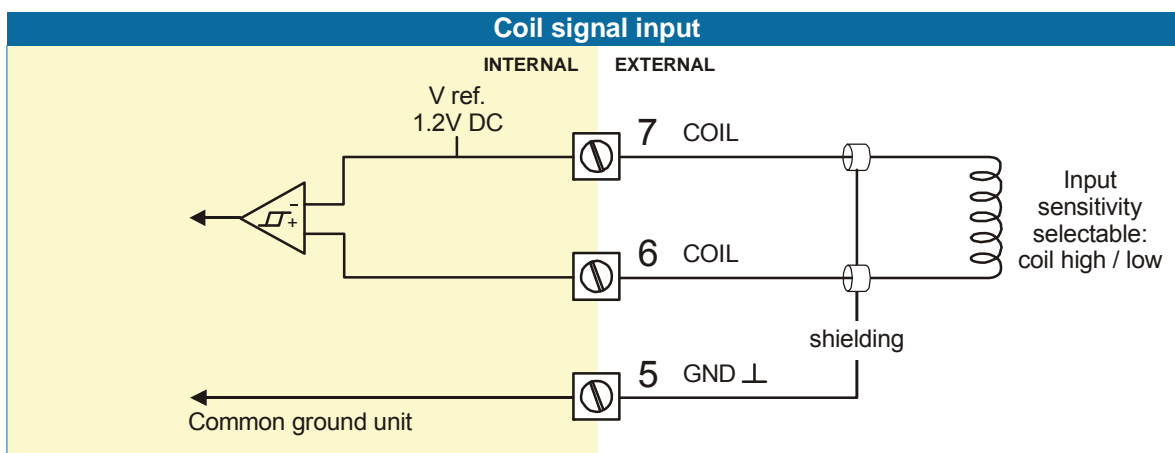 Coil signal input
INTERNAL EXTERNAL
V ref.
1.2V DC
7 COIL
- 
+
Input
sensitivity
selectable:
coil high / low
6 COIL
shielding
5 GND ⊥
Common ground unit